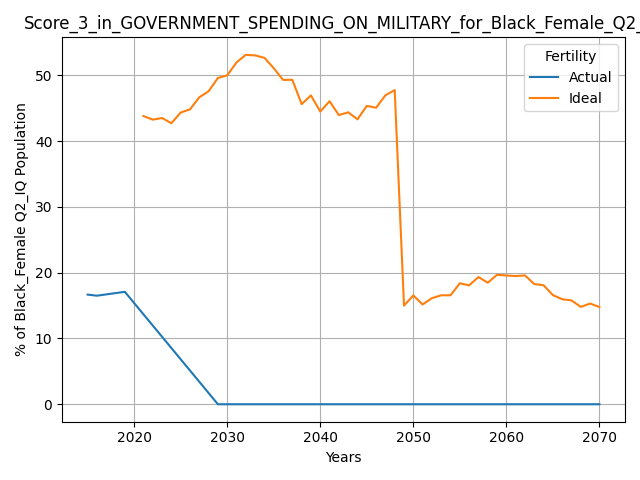 Score_3_in_GOVERNMENT_SPENDING_ON_MILITARY_for_Black_Female_Q2_
Fertility
Actual
Ideal
% of Black_Female Q2_IQ Population
50
40
30
20
10
0
2020 2030 2040 2050 2060 2070
Years